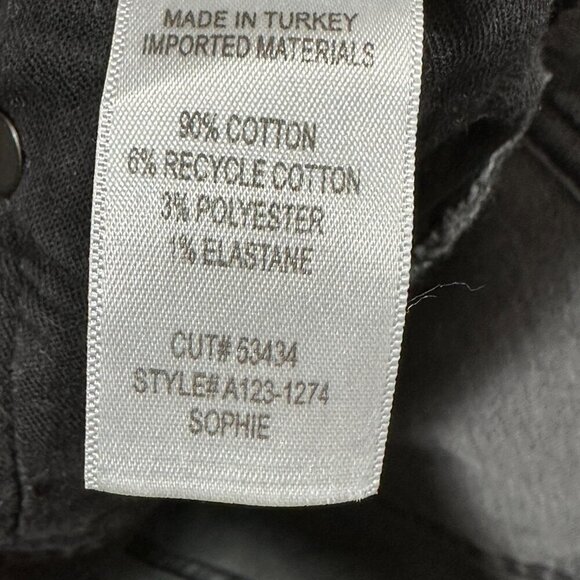 MADE IN TURKEY
IMPORTED MATERIALS
90% COTTON
6% RECYCLE COTTON
3% POLYESTER
1% ELASTANE
CUT# 53434
STYLE# A123-1274
SOPHIE